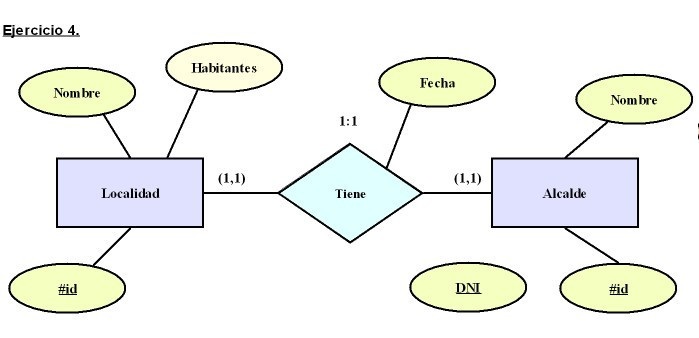 Ejercicio 4.
Habitantes
Fecha
Nombre
Nombre
1:1
(1,1)
(1,1)
Localidad
Tiene
Alcalde
#id
DNI
#id